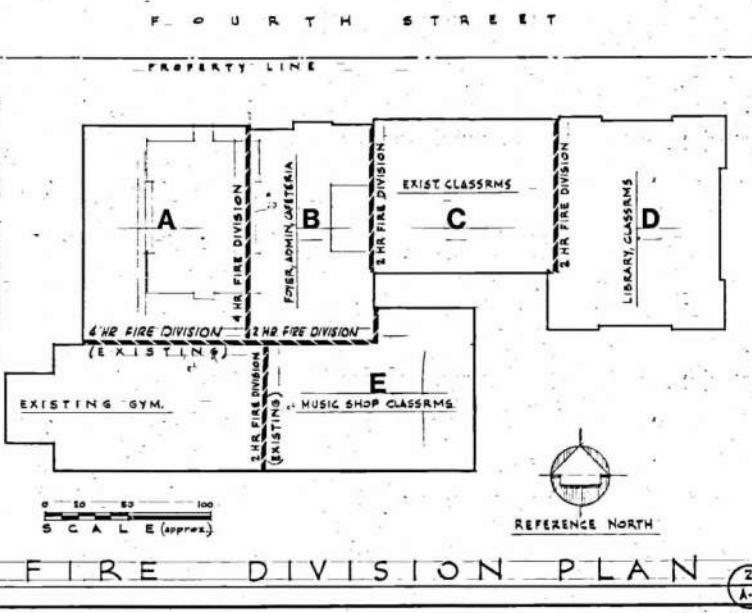 FOURTH STREET
PROPERTY LINE
A
4 HR FIRE DIVISION
FOYER, ADMIN, CAFETERIA
B
2 HR FIRE DIVISION
EXIST. CLASSRMS
C
2 HR FIRE DIVISION
LIBRARY, CLASSRMS
D
4 HR FIRE DIVISION
(EXISTING)
2 HR FIRE DIVISION
EXISTING GYM.
2 HR FIRE DIVISION
(EXISTING)
E
MUSIC SHOP CLASSRMS
0 20 50 100
SCALE (approx.)
REFERENCE NORTH
FIRE DIVISION PLAN
2